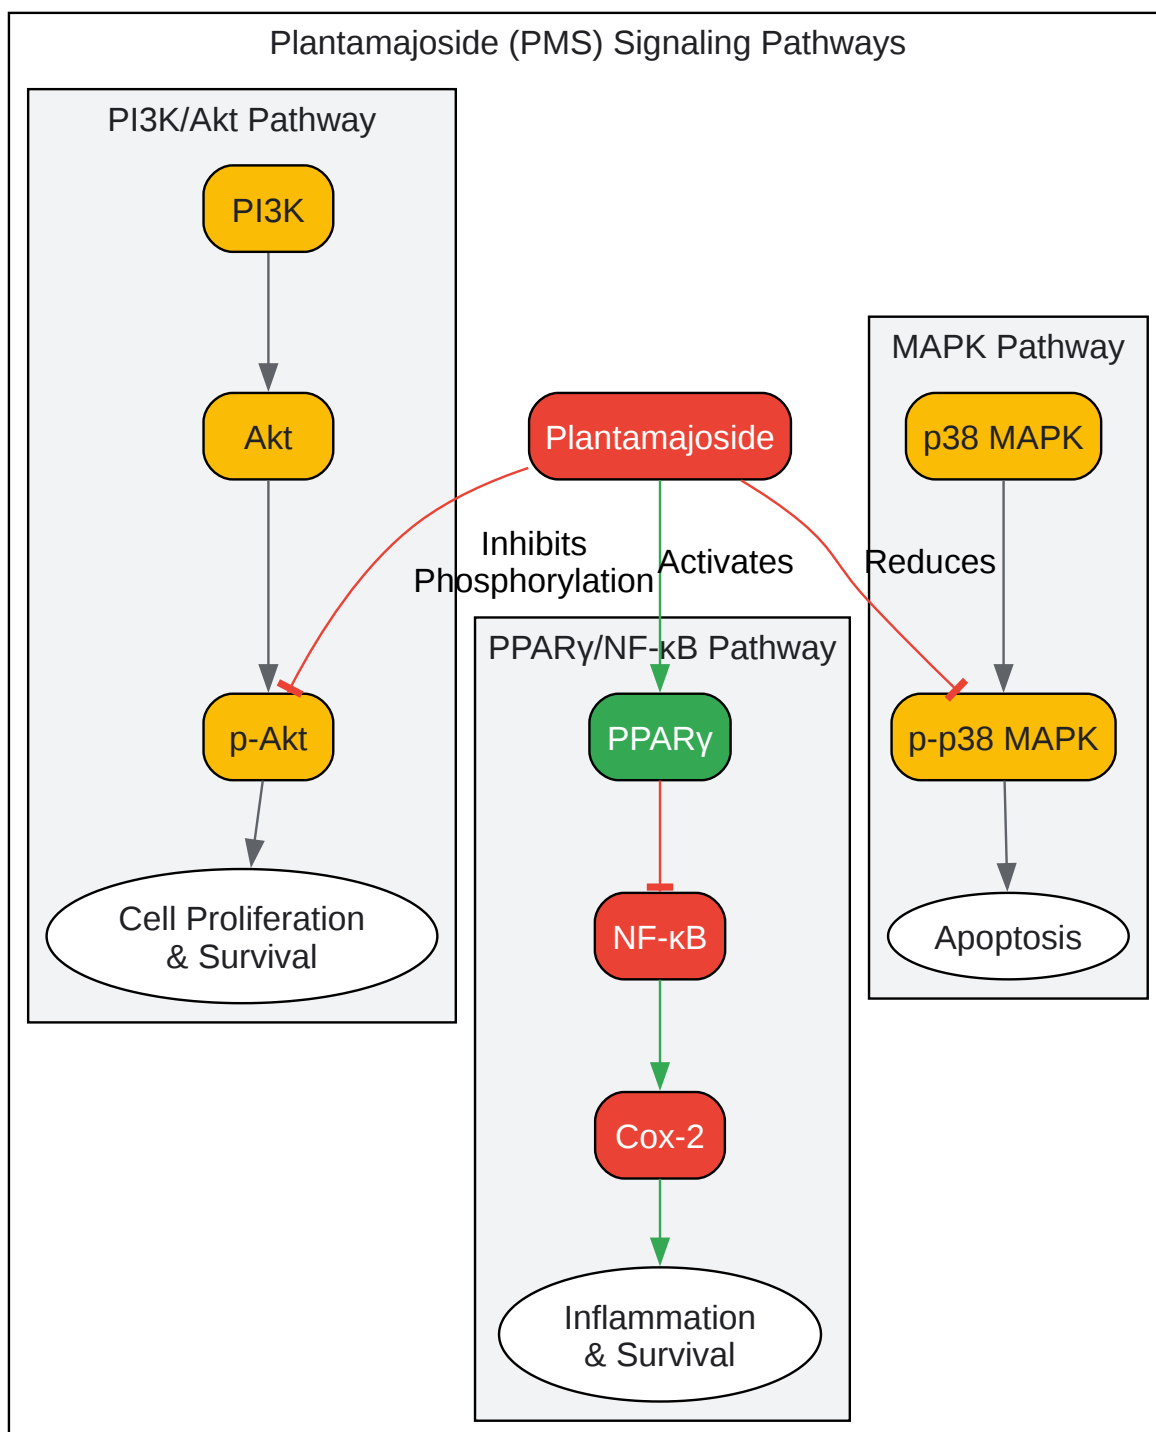 Plantamajoside (PMS) Signaling Pathways
PI3K/Akt Pathway
PI3K
Akt
p-Akt
Cell Proliferation
& Survival
Plantamajoside
Inhibits
Phosphorylation
Activates
Reduces
PPARγ/NF-κB Pathway
PPARγ
NF-κB
Cox-2
Inflammation
& Survival
MAPK Pathway
p38 MAPK
p-p38 MAPK
Apoptosis